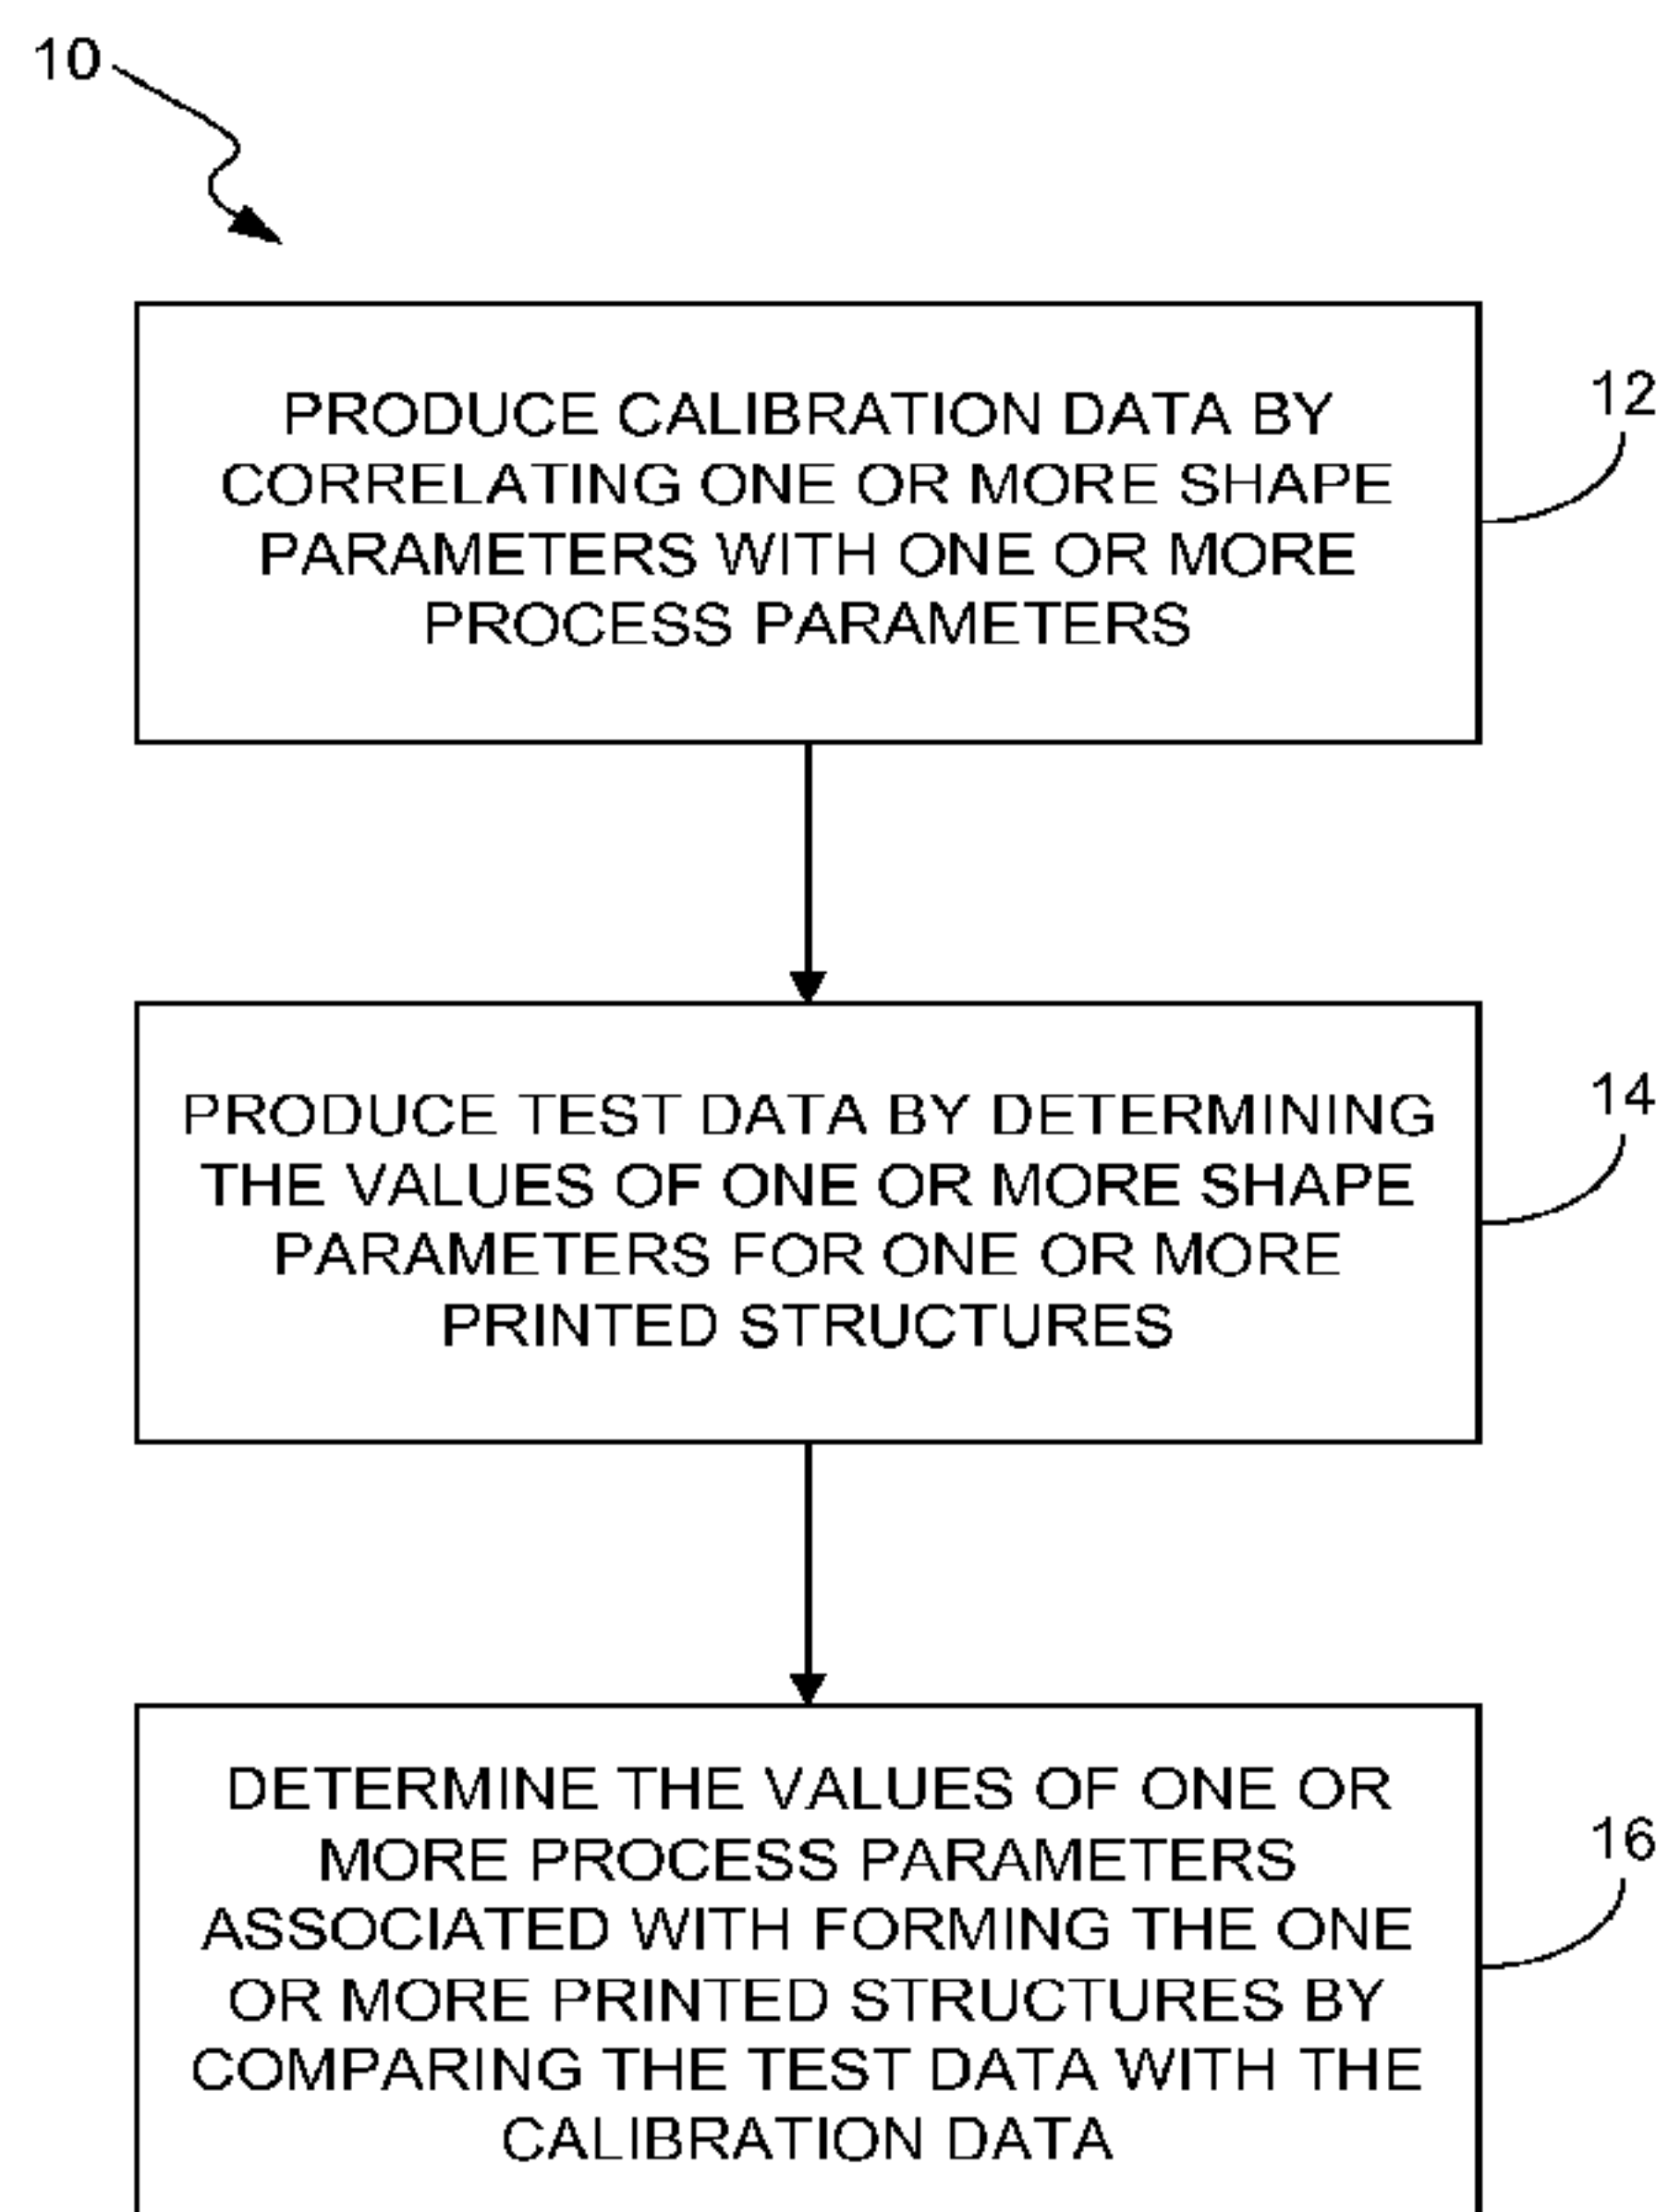 10
PRODUCE CALIBRATION DATA BY
CORRELATING ONE OR MORE SHAPE
PARAMETERS WITH ONE OR MORE
PROCESS PARAMETERS
12
PRODUCE TEST DATA BY DETERMINING
THE VALUES OF ONE OR MORE SHAPE
PARAMETERS FOR ONE OR MORE
PRINTED STRUCTURES
14
DETERMINE THE VALUES OF ONE OR
MORE PROCESS PARAMETERS
ASSOCIATED WITH FORMING THE ONE
OR MORE PRINTED STRUCTURES BY
COMPARING THE TEST DATA WITH THE
CALIBRATION DATA
16